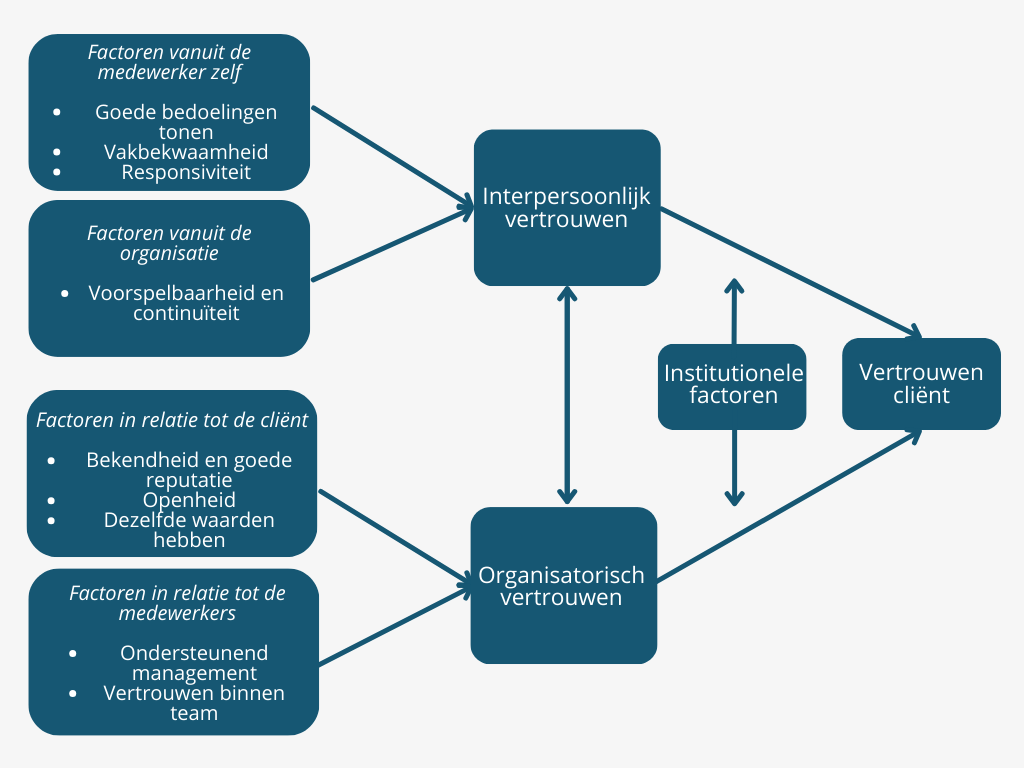 Factoren vanuit de
medewerker zelf
• Goede bedoelingen
tonen
• Vakbekwaamheid
• Responsiviteit
Factoren vanuit de
organisatie
• Voorspelbaarheid en
continuïteit
Factoren in relatie tot de cliënt
• Bekendheid en goede
reputatie
• Openheid
• Dezelfde waarden
hebben
Factoren in relatie tot de
medewerkers
• Ondersteunend
management
• Vertrouwen binnen
team
Interpersoonlijk
vertrouwen
Organisatorisch
vertrouwen
Institutionele
factoren
Vertrouwen
cliënt